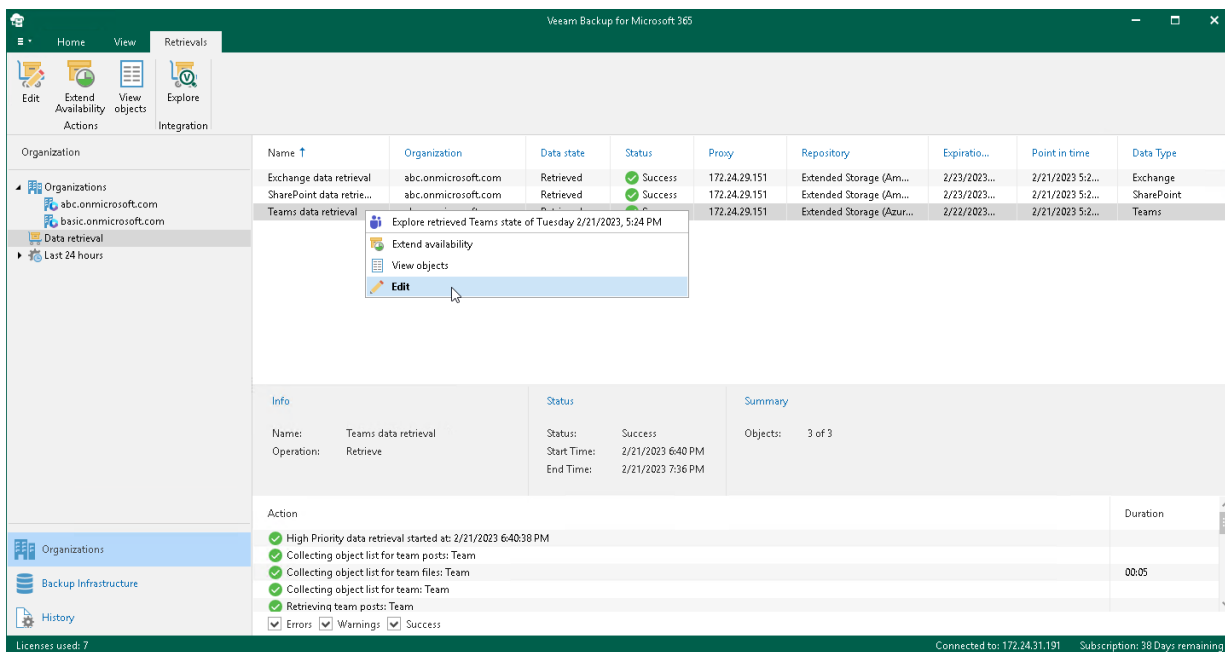 Veeam Backup for Microsoft 365
Home View Retrievals
Edit Extend Availability View objects Explore
Actions Integration
Organization
Organizations
abc.onmicrosoft.com
basic.onmicrosoft.com
Data retrieval
Last 24 hours
Name Organization Data state Status Proxy Repository Expiratio... Point in time Data Type
Exchange data retrieval abc.onmicrosoft.com Retrieved Success 172.24.29.151 Extended Storage (Am... 2/23/2023... 2/21/2023 5:2... Exchange
SharePoint data retrie... abc.onmicrosoft.com Retrieved Success 172.24.29.151 Extended Storage (Am... 2/23/2023... 2/21/2023 5:2... SharePoint
Teams data retrieval 172.24.29.151 Extended Storage (Azur... 2/22/2023... 2/21/2023 5:2... Teams
Explore retrieved Teams state of Tuesday 2/21/2023, 5:24 PM
Extend availability
View objects
Edit
Info Status Summary
Name: Teams data retrieval Status: Success Objects: 3 of 3
Operation: Retrieve Start Time: 2/21/2023 6:40 PM
End Time: 2/21/2023 7:36 PM
Action Duration
High Priority data retrieval started at: 2/21/2023 6:40:38 PM
Collecting object list for team posts: Team
Collecting object list for team files: Team 00:05
Collecting object list for team: Team
Retrieving team posts: Team
Errors Warnings Success
Organizations
Backup Infrastructure
History
Licenses used: 7 Connected to: 172.24.31.191 Subscription: 38 Days remaining